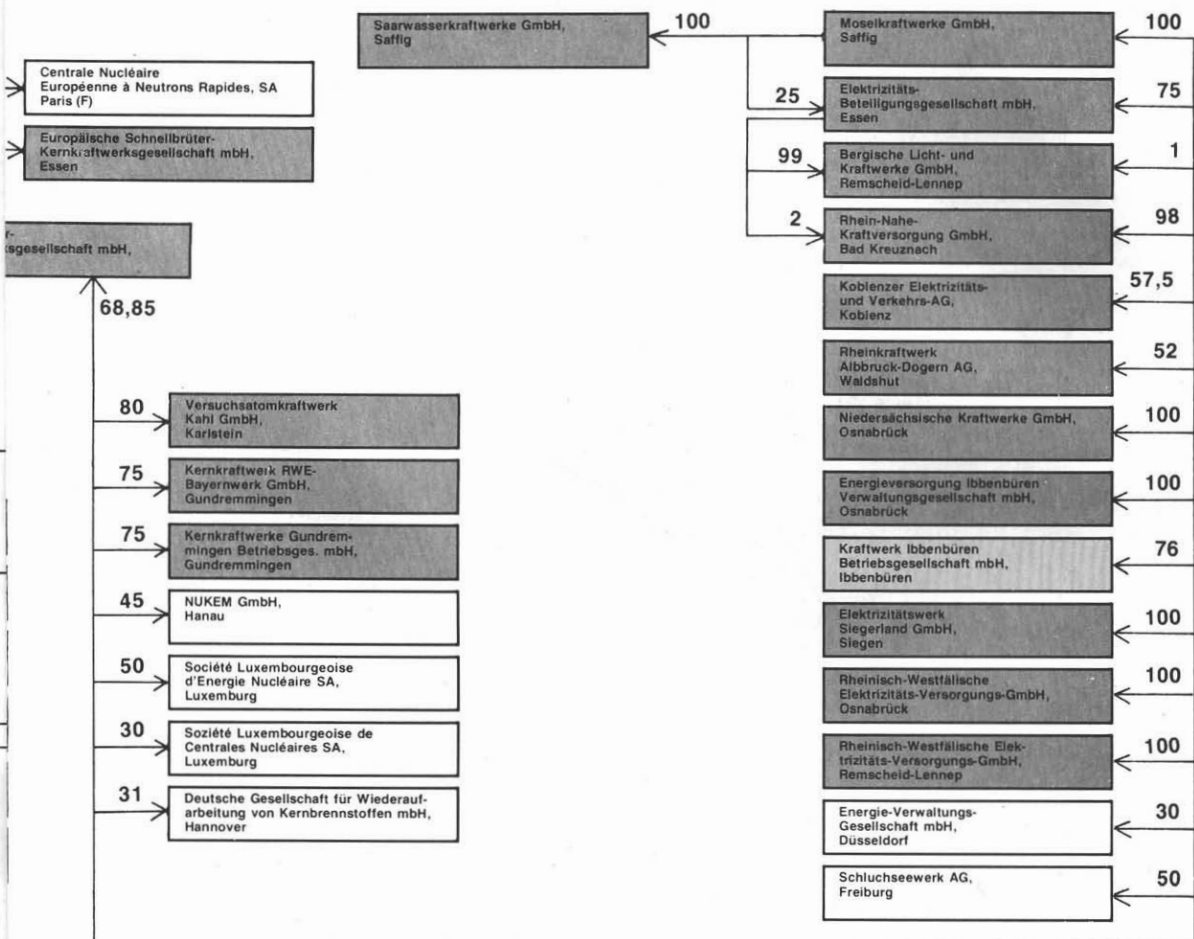 Saarwasserkraftwerke GmbH,
Saffig
100
Moselkraftwerke GmbH,
Saffig
100
Centrale Nucléaire
Européenne à Neutrons Rapides, SA
Paris (F)
25
Elektrizitäts-
Beteiligungsgesellschaft mbH,
Essen
75
Europäische Schnellbrüter-
Kernkraftwerksgesellschaft mbH,
Essen
99
Bergische Licht- und
Kraftwerke GmbH,
Remscheid-Lennep
1
2
Rhein-Nahe-
Kraftversorgung GmbH,
Bad Kreuznach
98
r-
ksgesellschaft mbH,
68,85
Koblenzer Elektrizitäts-
und Verkehrs-AG,
Koblenz
57,5
Rheinkraftwerk
Albbruck-Dogern AG,
Waldshut
52
80
Versuchsatomkraftwerk
Kahl GmbH,
Karlstein
Niedersächsische Kraftwerke GmbH,
Osnabrück
100
75
Kernkraftwerk RWE-
Bayernwerk GmbH,
Gundremmingen
Energieversorgung Ibbenbüren
Verwaltungsgesellschaft mbH,
Osnabrück
100
75
Kernkraftwerke Gundrem-
mingen Betriebsges. mbH,
Gundremmingen
Kraftwerk Ibbenbüren
Betriebsgesellschaft mbH,
Ibbenbüren
76
45
NUKEM GmbH,
Hanau
Elektrizitätswerk
Siegerland GmbH,
Siegen
100
50
Société Luxembourgeoise
d'Energie Nucléaire SA,
Luxemburg
Rheinisch-Westfälische
Elektrizitäts-Versorgungs-GmbH,
Osnabrück
100
30
Soziété Luxembourgeoise de
Centrales Nucléaires SA,
Luxemburg
Rheinisch-Westfälische Elek-
trizitäts-Versorgungs-GmbH,
Remscheid-Lennep
100
31
Deutsche Gesellschaft für Wiederauf-
arbeitung von Kernbrennstoffen mbH,
Hannover
Energie-Verwaltungs-
Gesellschaft mbH,
Düsseldorf
30
Schluchseewerk AG,
Freiburg
50